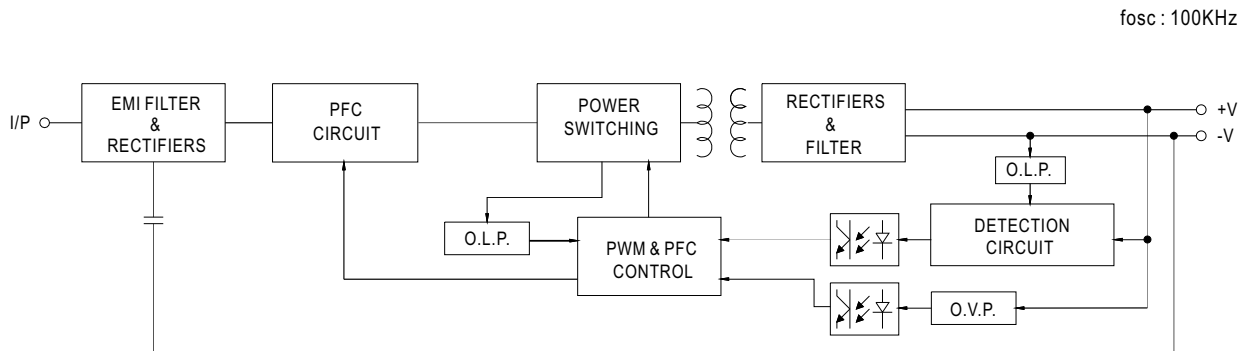 fosc : 100KHz
I/P
EMI FILTER
&
RECTIFIERS
PFC
CIRCUIT
POWER
SWITCHING
RECTIFIERS
&
FILTER
+V
-V
O.L.P.
O.L.P.
PWM & PFC
CONTROL
DETECTION
CIRCUIT
O.V.P.